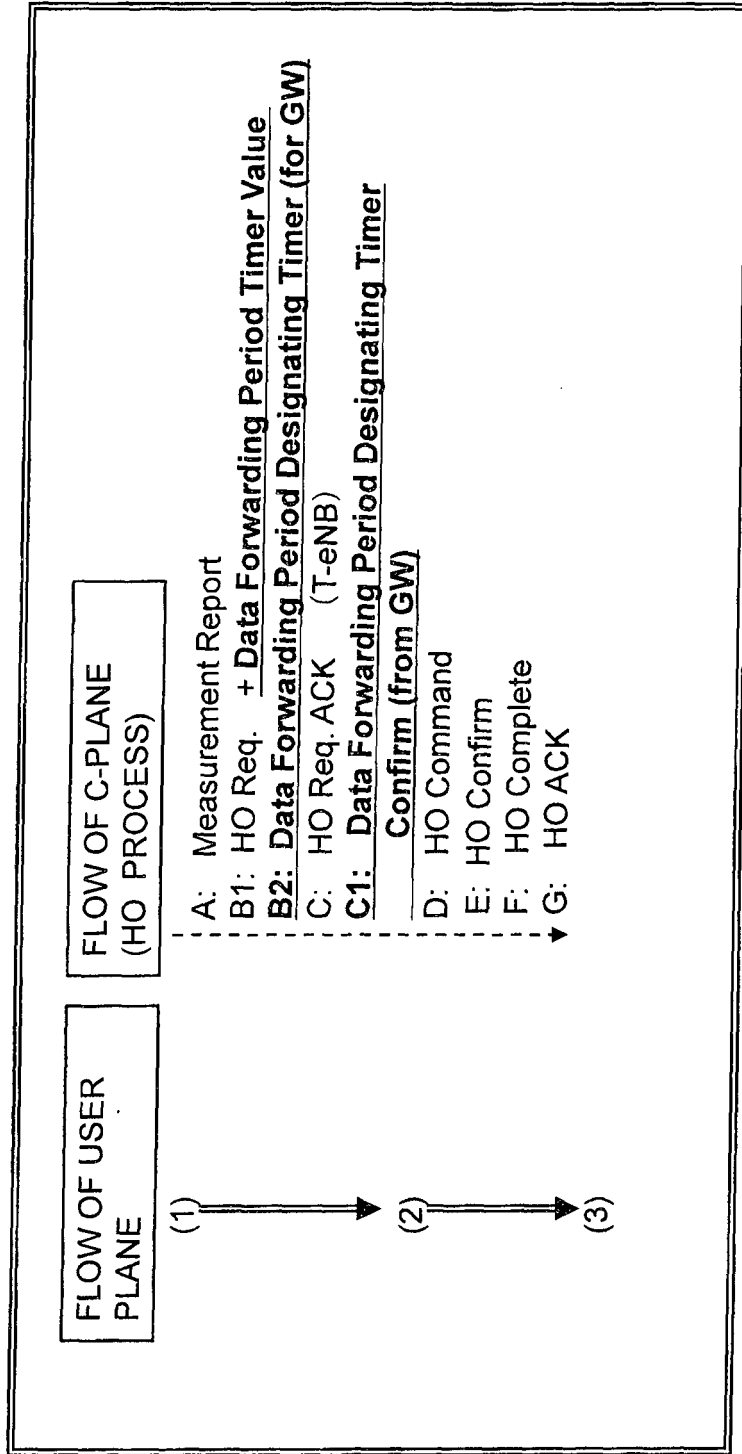 FLOW OF USER
PLANE
(1)
(2)
(3)
FLOW OF C-PLANE
(HO PROCESS)
A: Measurement Report
B1: HO Req. + Data Forwarding Period Timer Value
B2: Data Forwarding Period Designating Timer (for GW)
C: HO Req. ACK (T-eNB)
C1: Data Forwarding Period Designating Timer
Confirm (from GW)
D: HO Command
E: HO Confirm
F: HO Complete
G: HO ACK